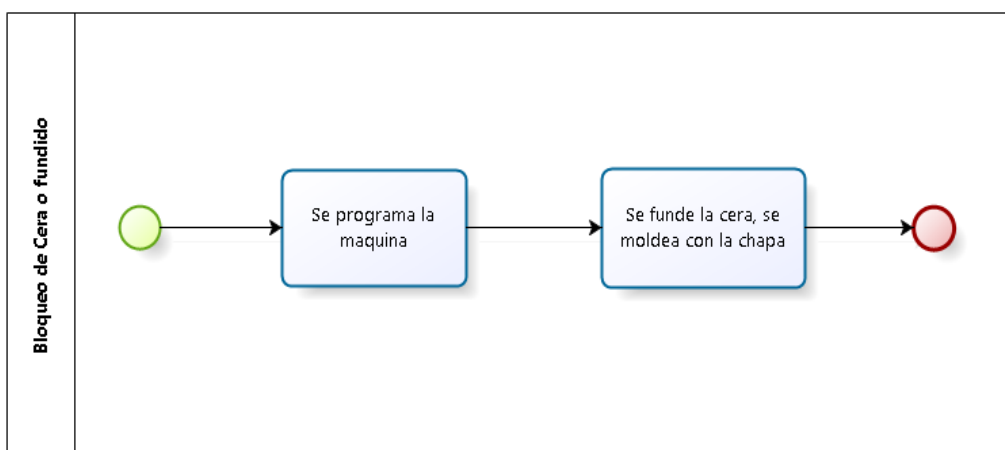 Bloqueo de Cera o fundido
Se programa la
maquina
Se funde la cera, se
moldea con la chapa